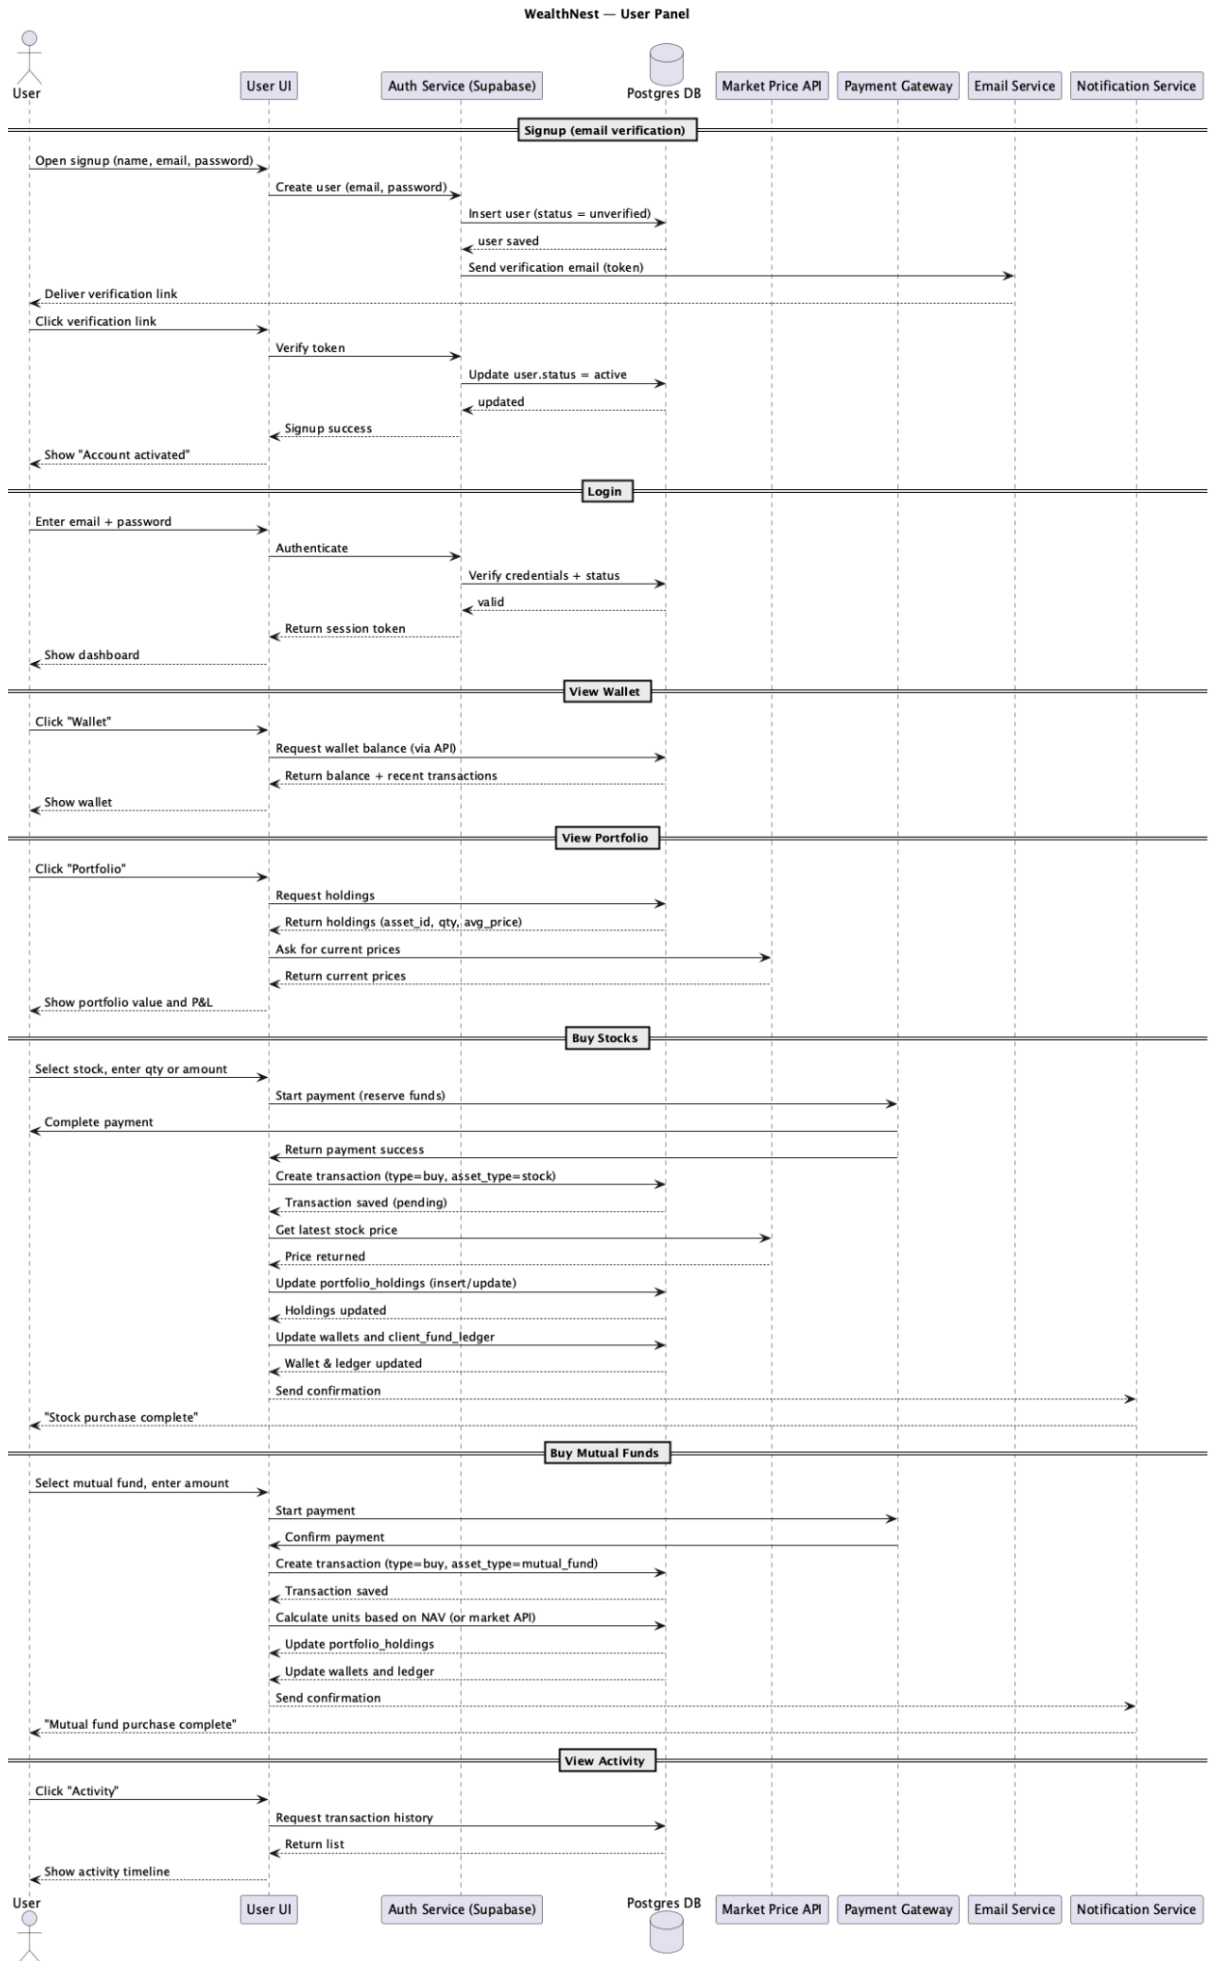 WealthNest — User Panel
User
User UI
Auth Service (Supabase)
Postgres DB
Market Price API
Payment Gateway
Email Service
Notification Service
Signup (email verification)
Open signup (name, email, password)
Create user (email, password)
Insert user (status = unverified)
user saved
Send verification email (token)
Deliver verification link
Click verification link
Verify token
Update user.status = active
updated
Signup success
Show "Account activated"
Login
Enter email + password
Authenticate
Verify credentials + status
valid
Return session token
Show dashboard
View Wallet
Click "Wallet"
Request wallet balance (via API)
Return balance + recent transactions
Show wallet
View Portfolio
Click "Portfolio"
Request holdings
Return holdings (asset_id, qty, avg_price)
Ask for current prices
Return current prices
Show portfolio value and P&L
Buy Stocks
Select stock, enter qty or amount
Start payment (reserve funds)
Complete payment
Return payment success
Create transaction (type=buy, asset_type=stock)
Transaction saved (pending)
Get latest stock price
Price returned
Update portfolio_holdings (insert/update)
Holdings updated
Update wallets and client_fund_ledger
Wallet & ledger updated
Send confirmation
"Stock purchase complete"
Buy Mutual Funds
Select mutual fund, enter amount
Start payment
Confirm payment
Create transaction (type=buy, asset_type=mutual_fund)
Transaction saved
Calculate units based on NAV (or market API)
Update portfolio_holdings
Update wallets and ledger
Send confirmation
"Mutual fund purchase complete"
View Activity
Click "Activity"
Request transaction history
Return list
Show activity timeline
User
User UI
Auth Service (Supabase)
Postgres DB
Market Price API
Payment Gateway
Email Service
Notification Service